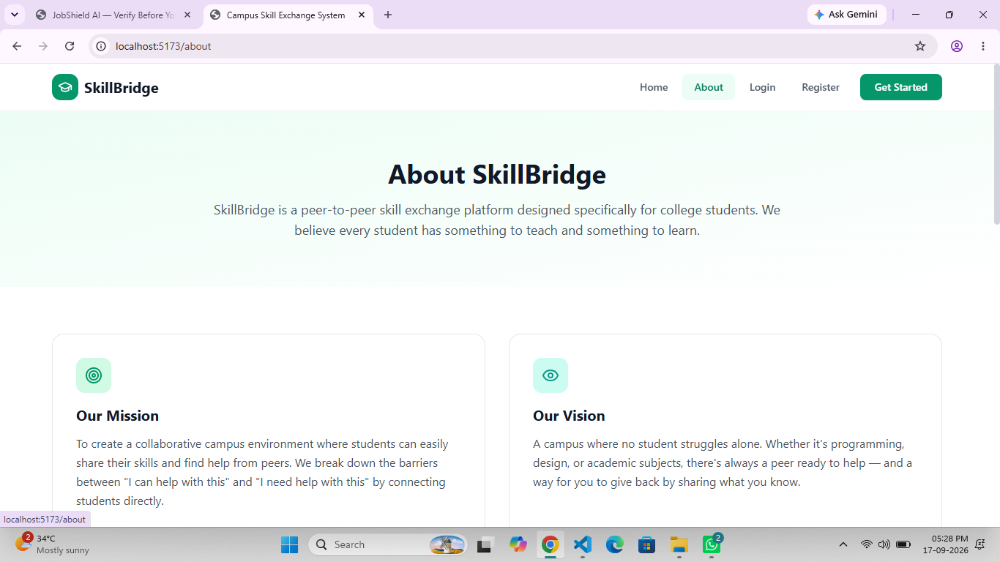 JobShield AI — Verify Before Yo
Campus Skill Exchange System
Ask Gemini
localhost:5173/about
SkillBridge
Home
About
Login
Register
Get Started
About SkillBridge
SkillBridge is a peer-to-peer skill exchange platform designed specifically for college students. We
believe every student has something to teach and something to learn.
Our Mission
To create a collaborative campus environment where students can easily
share their skills and find help from peers. We break down the barriers
between "I can help with this" and "I need help with this" by connecting
students directly.
Our Vision
A campus where no student struggles alone. Whether it's programming,
design, or academic subjects, there's always a peer ready to help — and a
way for you to give back by sharing what you know.
localhost:5173/about
2
34°C
Mostly sunny
Search
2
05:28 PM
17-09-2026